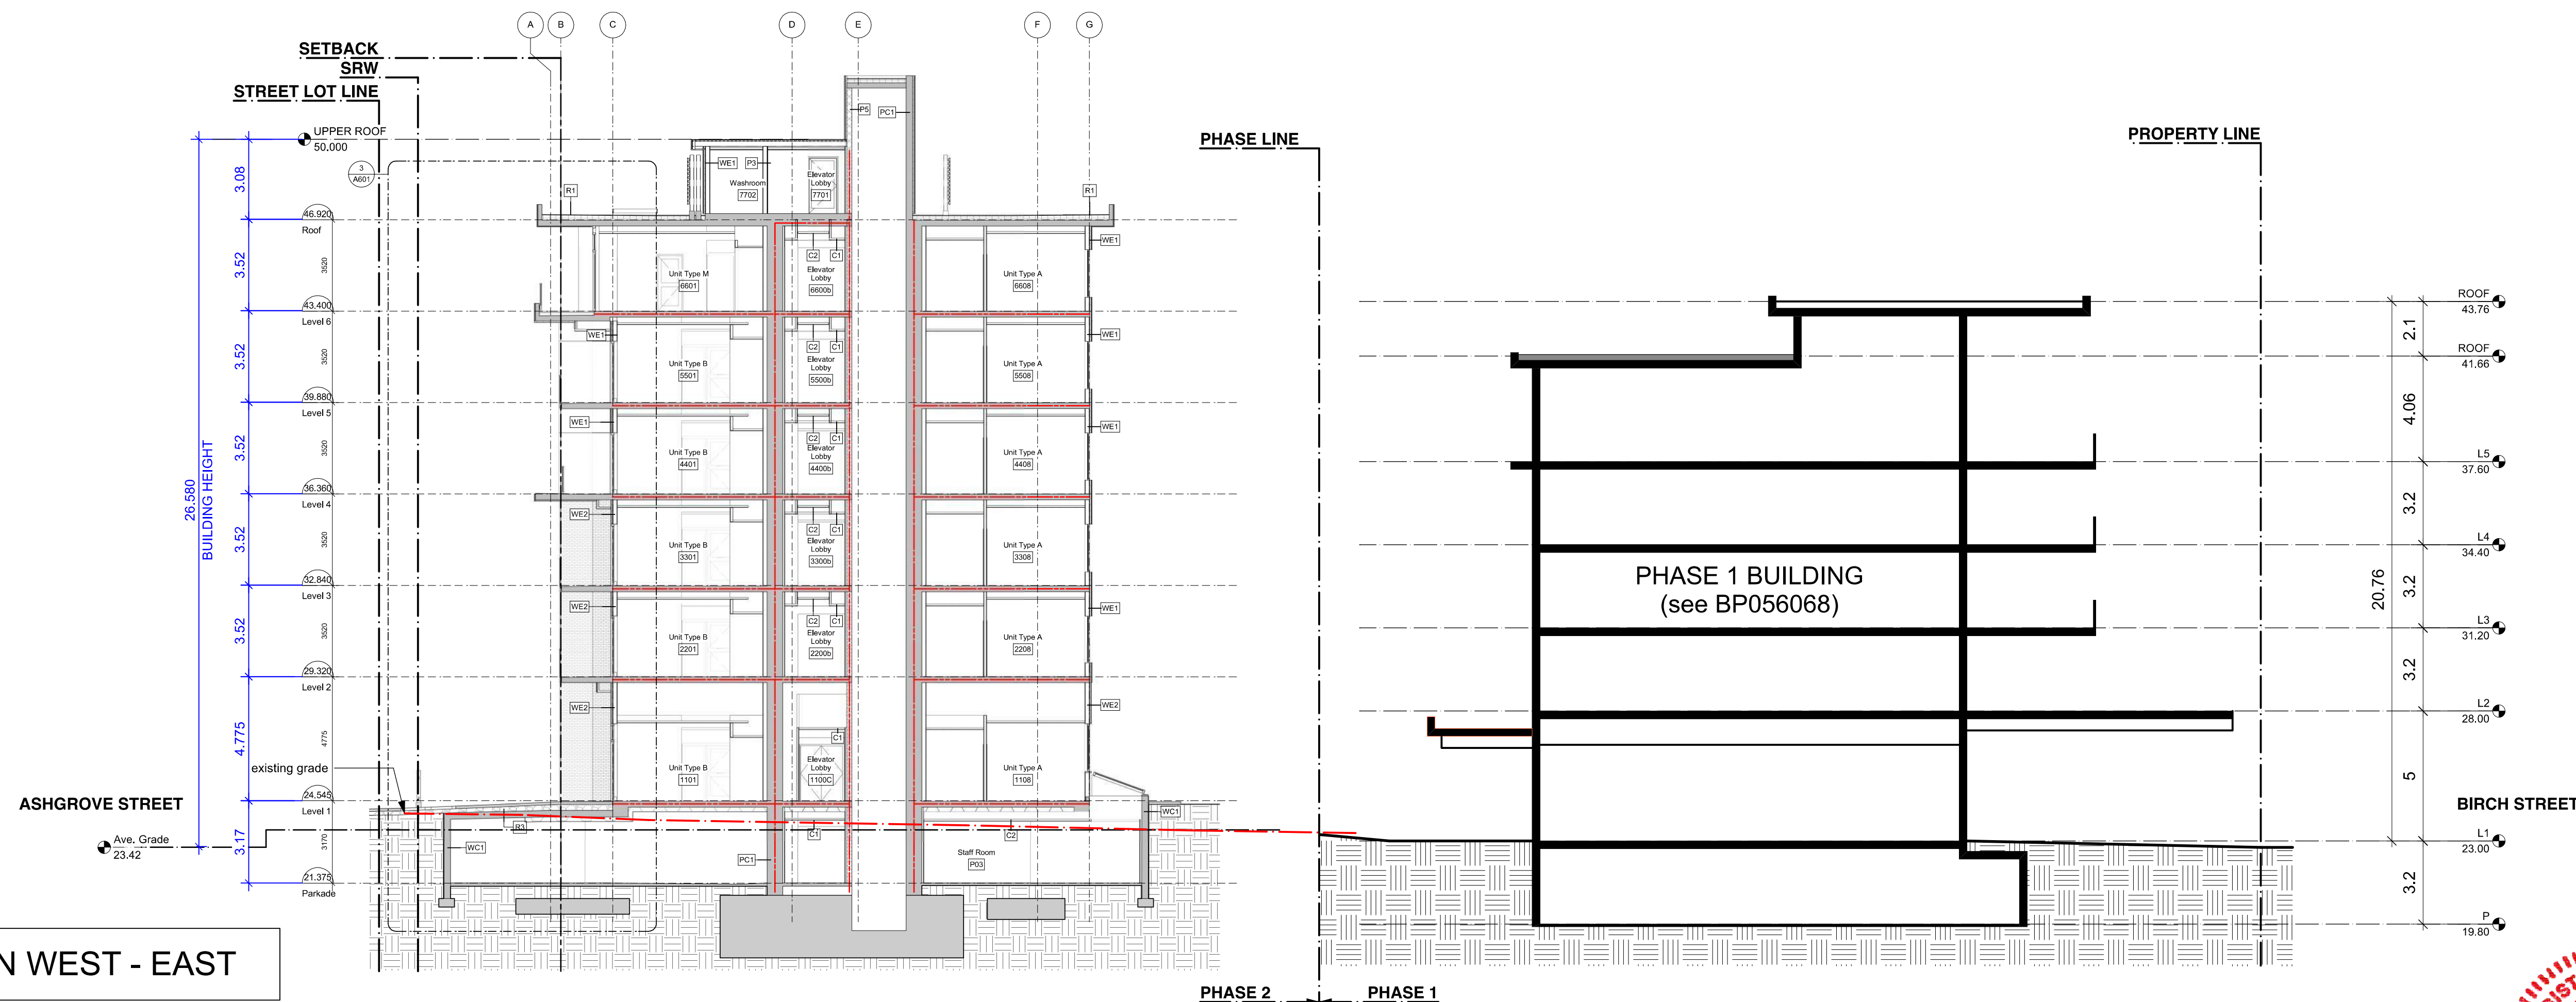 A
B
C
D
E
F
G
SETBACK
SRW
STREET LOT LINE
UPPER ROOF
50.000
3
A601
26.580
BUILDING HEIGHT
3.08
3.52
3.52
3.52
3.52
3.52
4.775
3.17
46.920
Roof
3520
43.400
Level 6
3520
39.880
Level 5
3520
36.360
Level 4
3520
32.840
Level 3
3520
29.320
Level 2
4775
24.545
Level 1
3170
21.375
Parkade
existing grade
ASHGROVE STREET
Ave. Grade
23.42
P5
PC1
WE1
P3
Washroom
7702
Elevator
Lobby
7701
R1
R1
Unit Type M
6601
C2
C1
Elevator
Lobby
6600b
Unit Type A
6608
WE1
WE1
Unit Type B
5501
C2
C1
Elevator
Lobby
5500b
Unit Type A
5508
WE1
WE1
Unit Type B
4401
C2
C1
Elevator
Lobby
4400b
Unit Type A
4408
WE1
WE2
Unit Type B
3301
C2
C1
Elevator
Lobby
3300b
Unit Type A
3308
WE2
Unit Type B
2201
C2
C1
Elevator
Lobby
2200b
Unit Type A
2208
WE1
WE2
Unit Type B
1101
C1
Elevator
Lobby
1100C
Unit Type A
1108
WE2
R3
WC1
PC1
C1
C2
Staff Room
P03
WC1
PHASE LINE
PROPERTY LINE
PHASE 1 BUILDING
(see BP056068)
ROOF
43.76
2.1
ROOF
41.66
4.06
L5
37.60
3.2
L4
34.40
20.76
3.2
L3
31.20
3.2
L2
28.00
5
BIRCH STREET
L1
23.00
3.2
P
19.80
N WEST - EAST
PHASE 2
PHASE 1